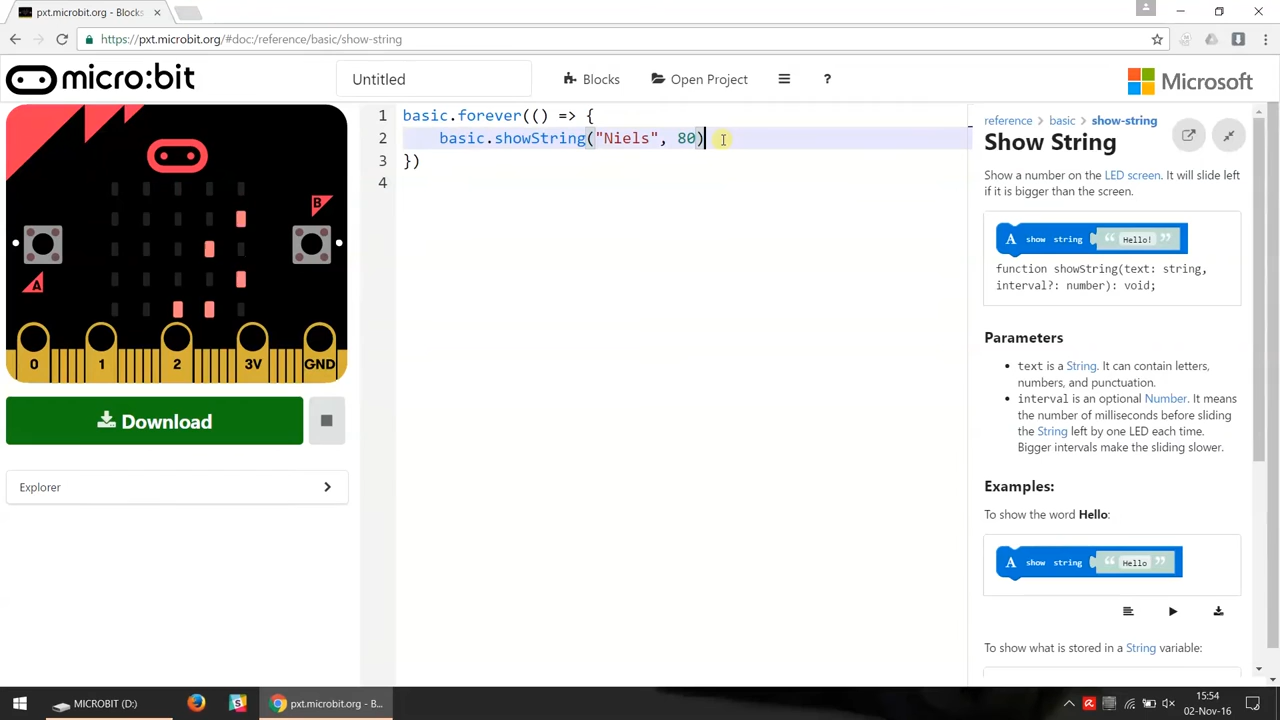 pxt.microbit.org - Blocks
https://pxt.microbit.org/#doc:/reference/basic/show-string
micro:bit
Untitled
Blocks
Open Project
?
Microsoft
B
A
0 1 2 3V GND
Download
Explorer
1 basic.forever(() => {
2 basic.showString("Niels", 80)
3 })
4
reference basic show-string
Show String
Show a number on the LED screen. It will slide left
if it is bigger than the screen.
A show string “ Hello! ”
function showString(text: string,
interval?: number): void;
Parameters
• text is a String. It can contain letters,
numbers, and punctuation.
• interval is an optional Number. It means
the number of milliseconds before sliding
the String left by one LED each time.
Bigger intervals make the sliding slower.
Examples:
To show the word Hello:
A show string “ Hello ”
To show what is stored in a String variable:
MICROBIT (D:)
pxt.microbit.org - B...
15:54
02-Nov-16